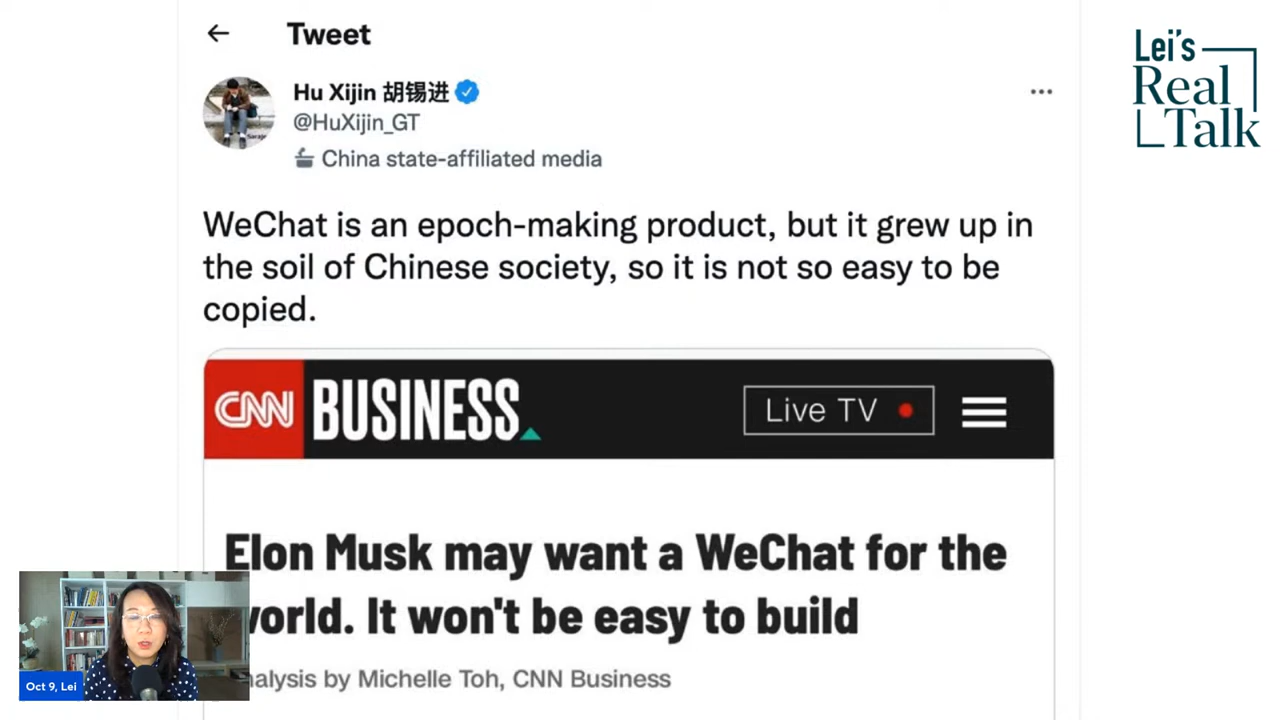 Tweet
Lei's
Real
Talk
Hu Xijin 胡锡进
@HuXijin_GT
China state-affiliated media
WeChat is an epoch-making product, but it grew up in
the soil of Chinese society, so it is not so easy to be
copied.
CNN BUSINESS
Live TV
Elon Musk may want a WeChat for the
orld. It won't be easy to build
nalysis by Michelle Toh, CNN Business
Oct 9, Lei